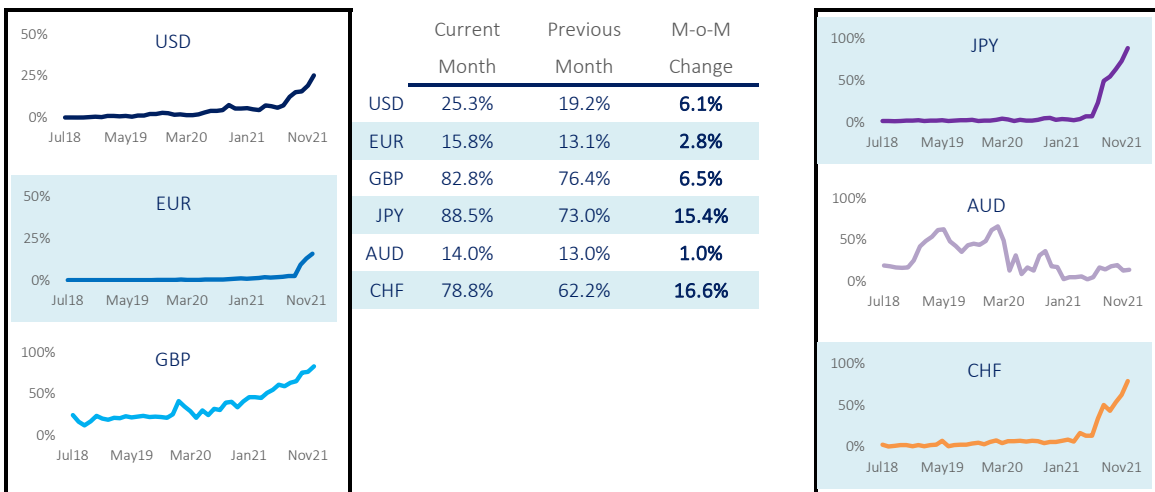 USD
50%
25%
0%
Jul18 May19 Mar20 Jan21 Nov21
EUR
50%
25%
0%
Jul18 May19 Mar20 Jan21 Nov21
GBP
100%
50%
0%
Jul18 May19 Mar20 Jan21 Nov21
Current Previous M-o-M
Month Month Change
USD 25.3% 19.2% 6.1%
EUR 15.8% 13.1% 2.8%
GBP 82.8% 76.4% 6.5%
JPY 88.5% 73.0% 15.4%
AUD 14.0% 13.0% 1.0%
CHF 78.8% 62.2% 16.6%
JPY
100%
50%
0%
Jul18 May19 Mar20 Jan21 Nov21
AUD
100%
50%
0%
Jul18 May19 Mar20 Jan21 Nov21
CHF
100%
50%
0%
Jul18 May19 Mar20 Jan21 Nov21